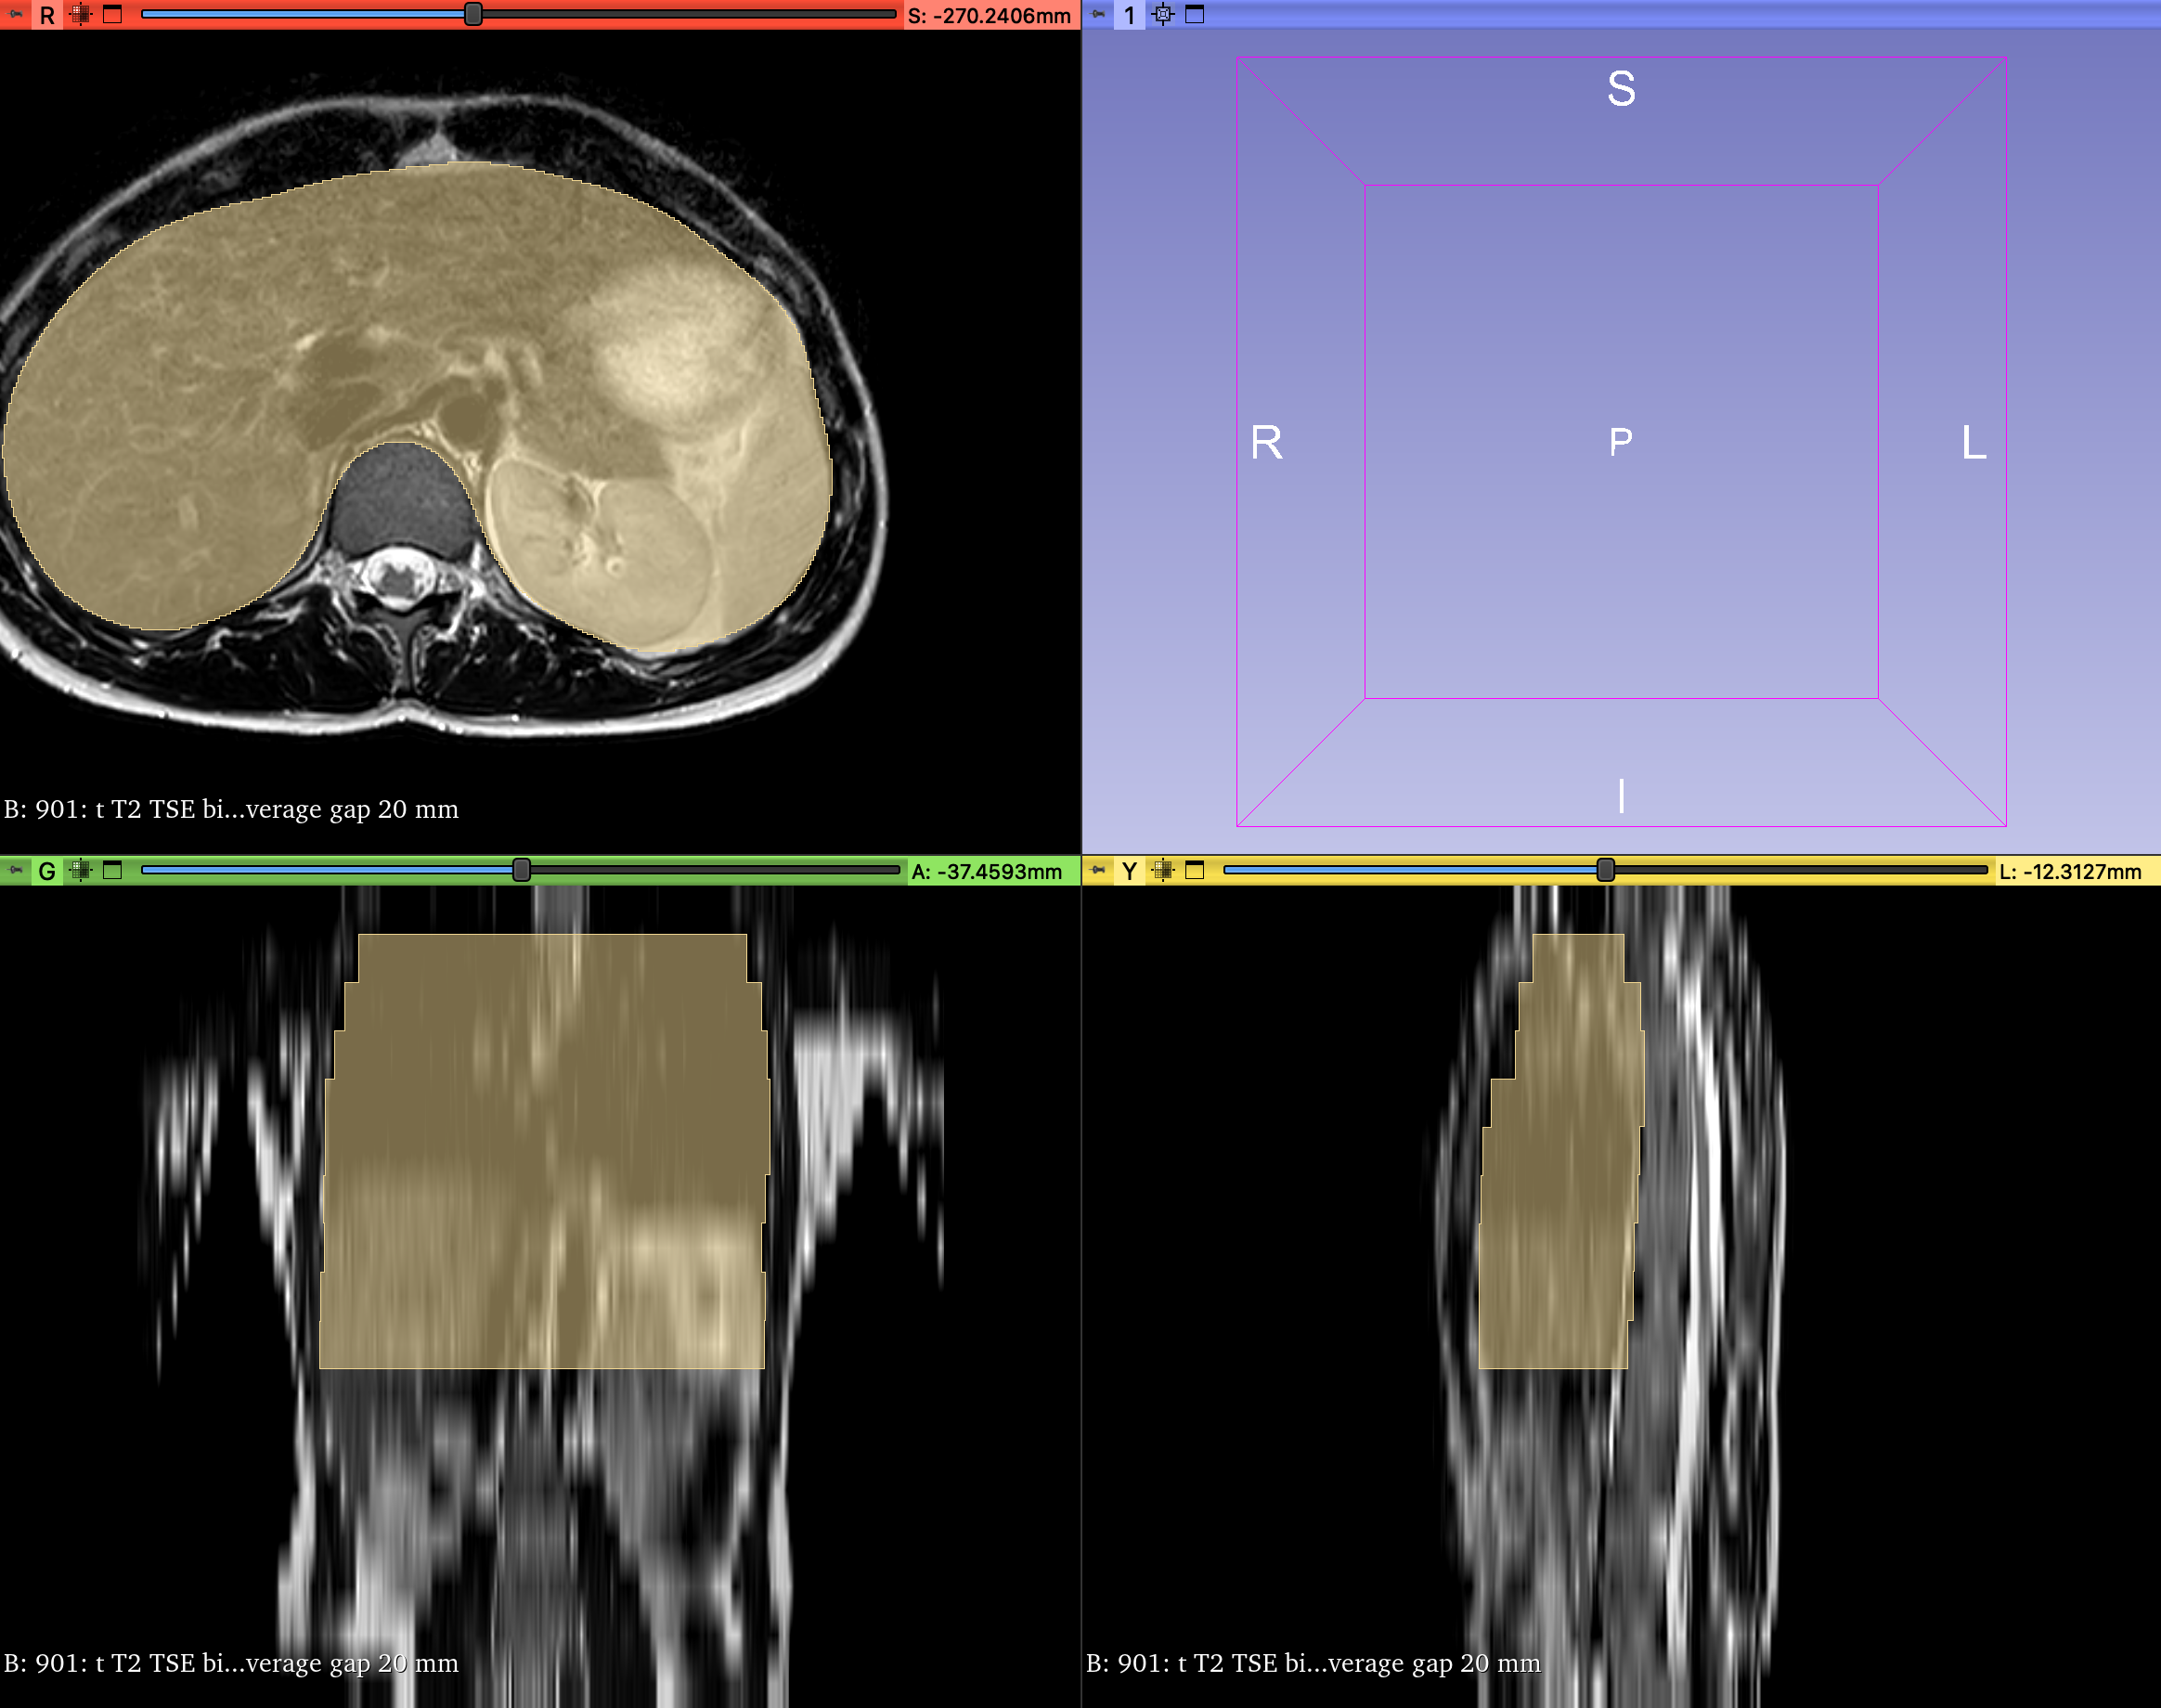 R
S: -270.2406mm
B: 901: t T2 TSE bi...verage gap 20 mm
1
S
R
P
L
I
G
A: -37.4593mm
B: 901: t T2 TSE bi...verage gap 20 mm
Y
L: -12.3127mm
B: 901: t T2 TSE bi...verage gap 20 mm